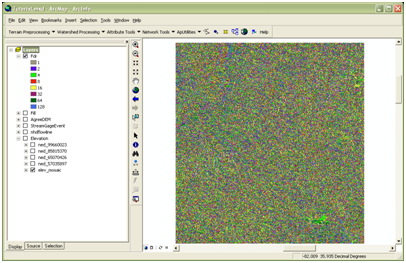 Tutorial.mxd - ArcMap - ArcInfo
File Edit View Bookmarks Insert Selection Tools Window Help
Terrain Preprocessing Watershed Processing Attribute Tools Network Tools ApUtilities Help
Layers
Fdr
1
2
4
8
16
32
64
128
Fill
AgreeDEM
StreamGageEvent
nhdflowline
Elevation
ned_99660023
ned_85815370
ned_65070426
ned_57035897
elev_mosaic
Display Source Selection
-82.009 35.935 Decimal Degrees